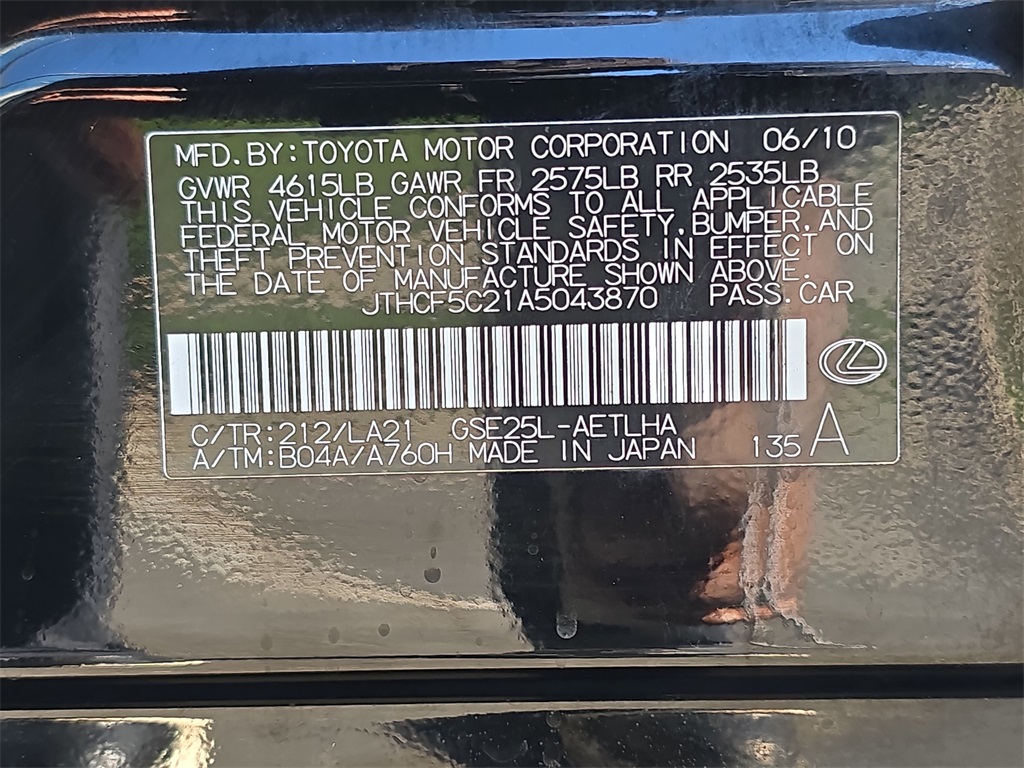 MFD.BY:TOYOTA MOTOR CORPORATION 06/10
GVWR 4615LB GAWR FR 2575LB RR 2535LB
THIS VEHICLE CONFORMS TO ALL APPLICABLE
FEDERAL MOTOR VEHICLE SAFETY,BUMPER,AND
THEFT PREVENTION STANDARDS IN EFFECT ON
THE DATE OF MANUFACTURE SHOWN ABOVE.
JTHCF5C21A5043870 PASS.CAR
C/TR:212/LA21 GSE25L-AETLHA
A/TM:B04A/A760H MADE IN JAPAN 135 A